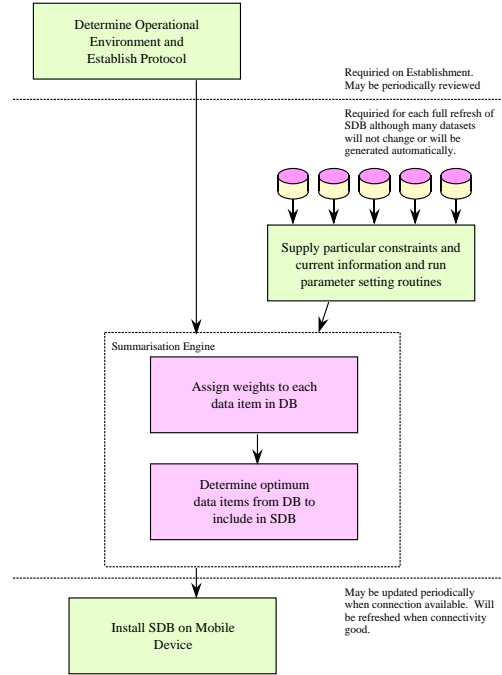 Determine Operational
Environment and
Establish Protocol
Requiried on Establishment.
May be periodically reviewed
Requiried for each full refresh of
SDB although many datasets
will not change or will be
generated automatically.
Supply particular constraints and
current information and run
parameter setting routines
Summarisation Engine
Assign weights to each
data item in DB
Determine optimum
data items from DB to
include in SDB
May be updated periodically
when connection available. Will
be refreshed when connectivity
good.
Install SDB on Mobile
Device